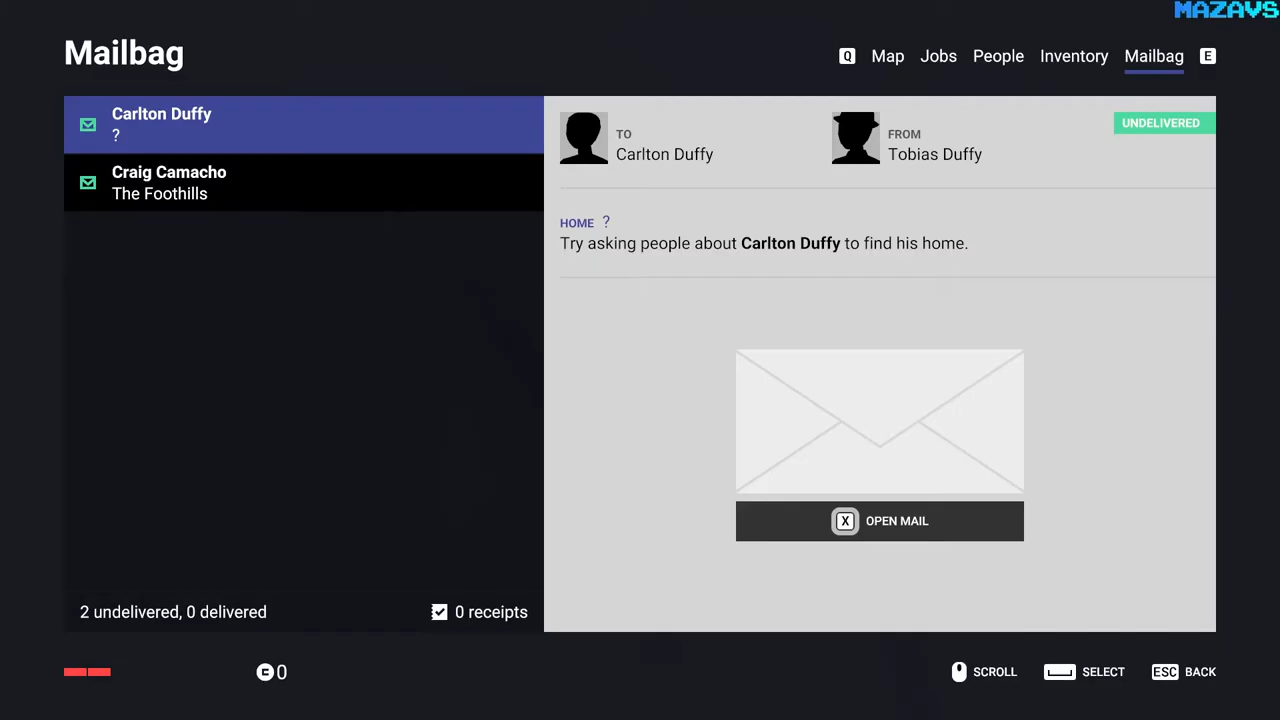 MAZAVS
Mailbag
Q Map Jobs People Inventory Mailbag E
Carlton Duffy
?
Craig Camacho
The Foothills
2 undelivered, 0 delivered
0 receipts
TO
Carlton Duffy
FROM
Tobias Duffy
UNDELIVERED
HOME ?
Try asking people about Carlton Duffy to find his home.
X OPEN MAIL
C 0
SCROLL SELECT ESC BACK